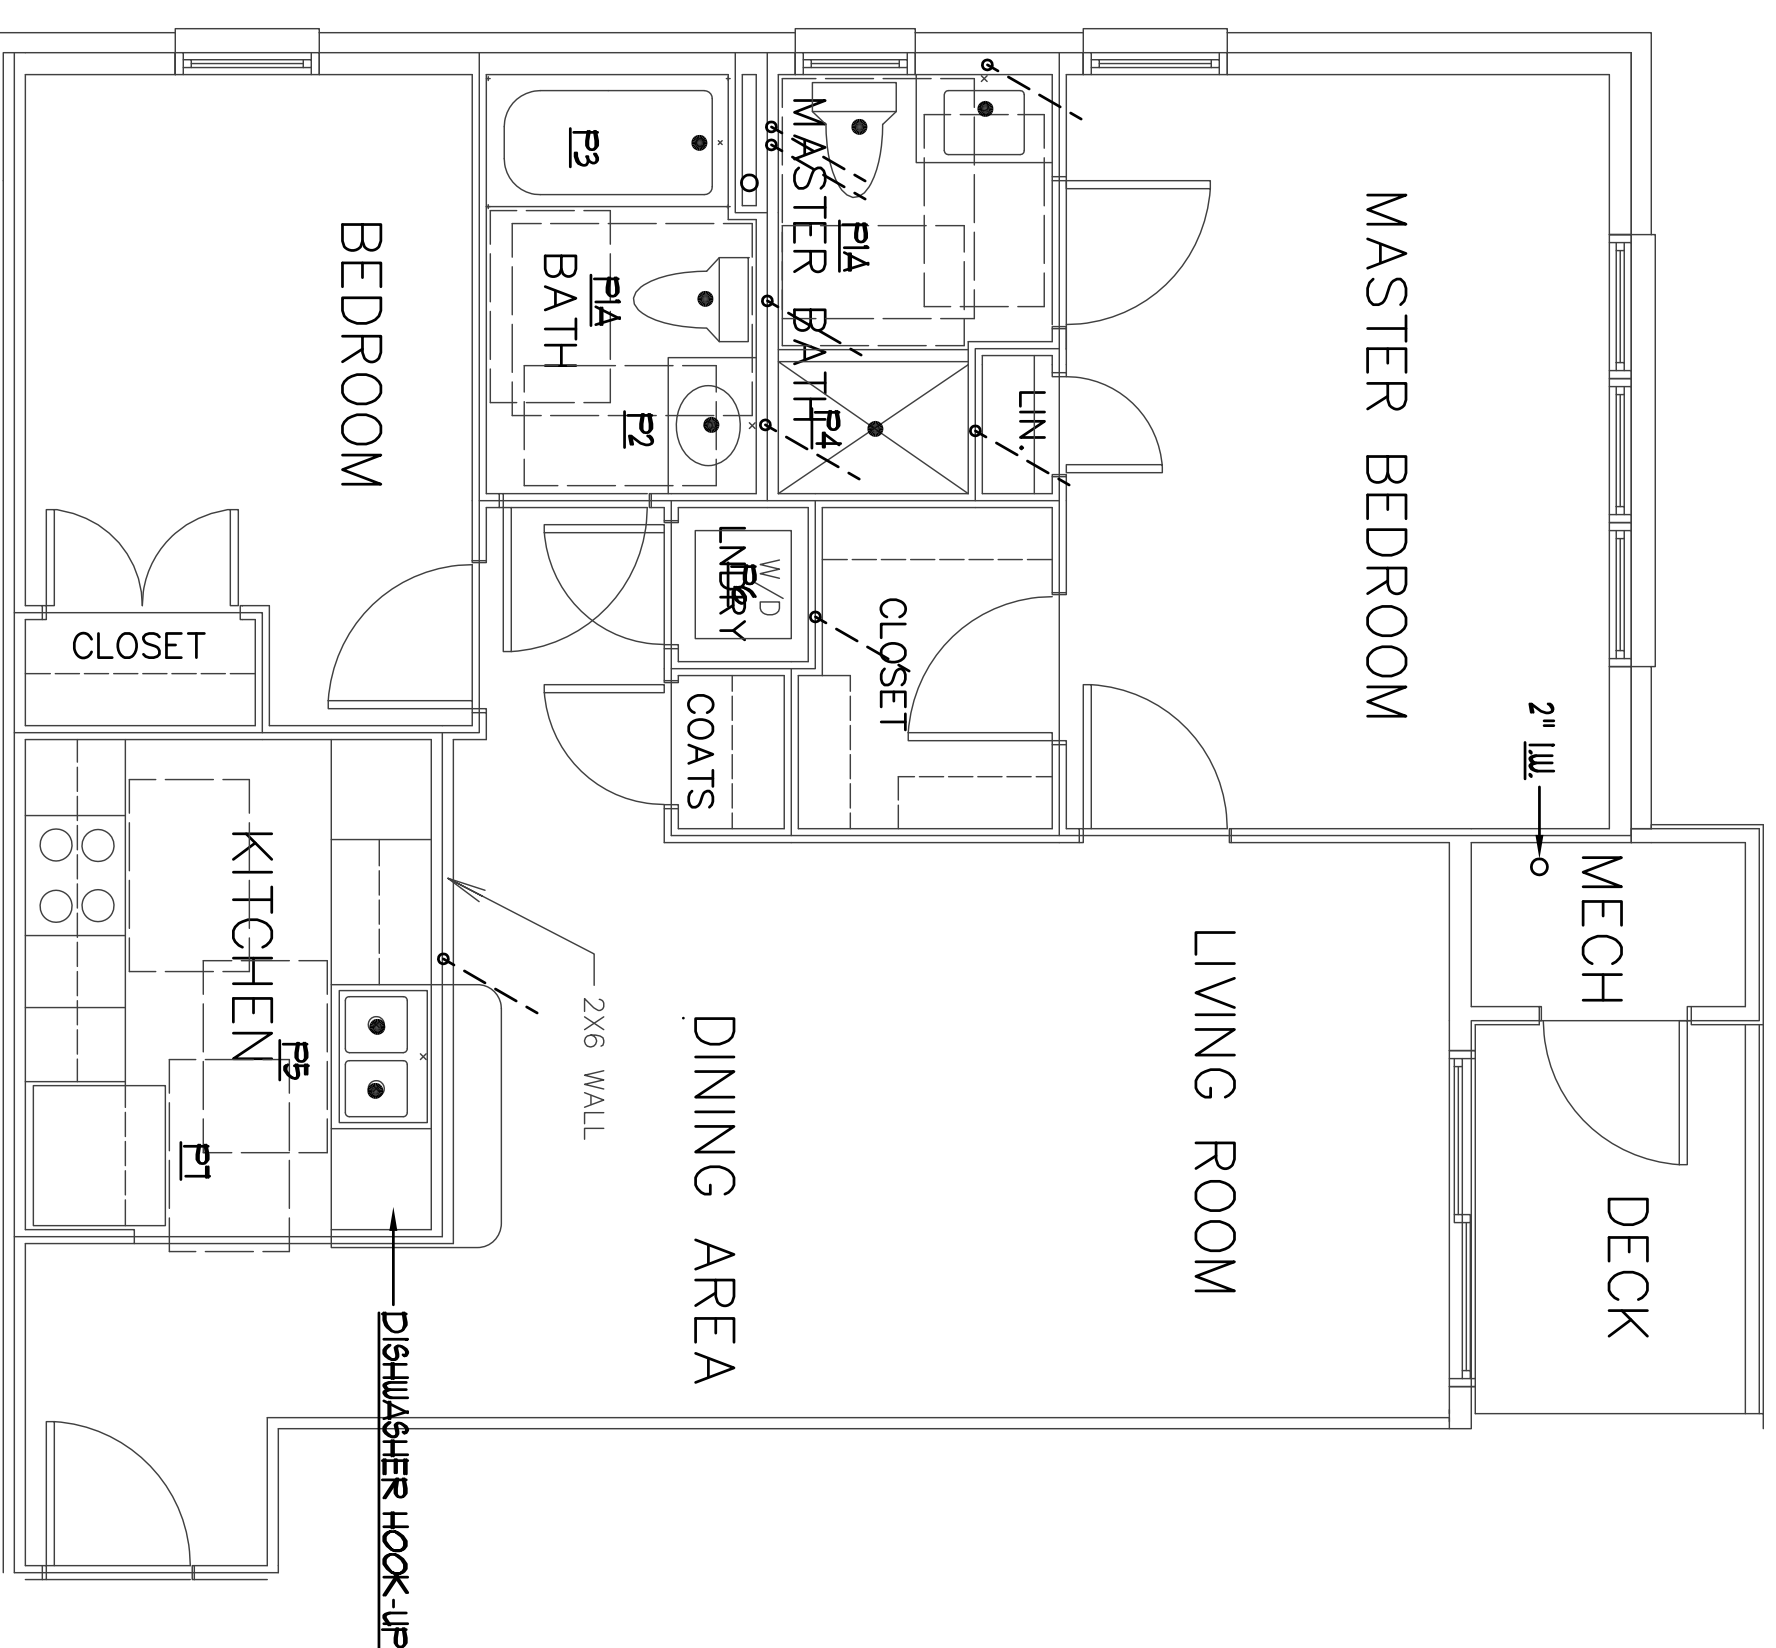 P3
BEDROOM
BATH
P1A
P2
MASTER BATH
P1A
P4
LIN.
MASTER BEDROOM
LNDRY
W/D
P6
CLOSET
CLOSET
COATS
2" I.W.
MECH
KITCHEN
P5
P7
2X6 WALL
DINING AREA
LIVING ROOM
DECK
DISHWASHER HOOK-UP